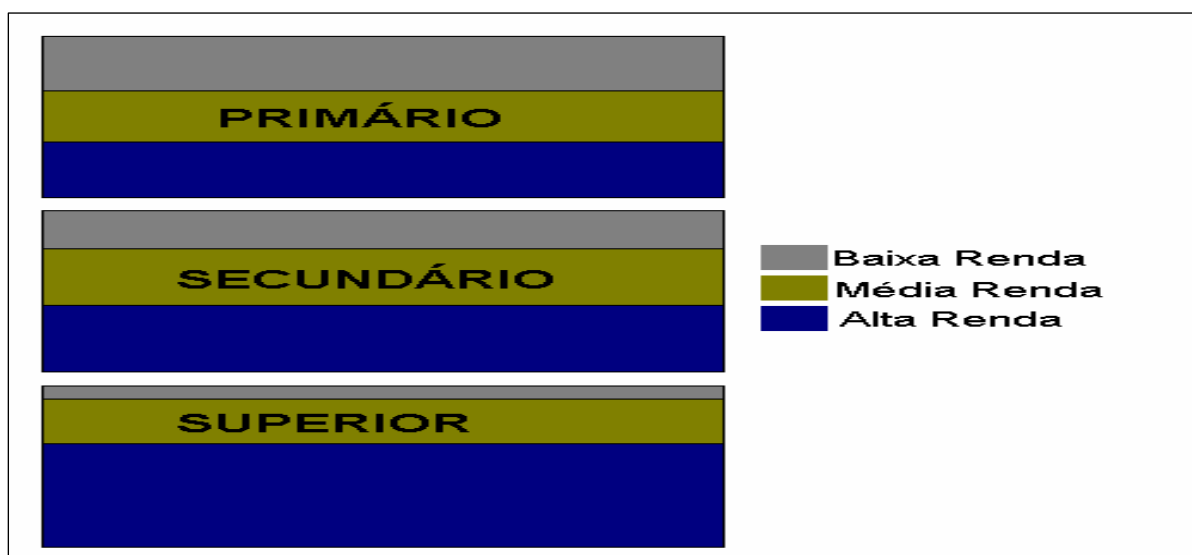 PRIMÁRIO
SECUNDÁRIO
Baixa Renda
Média Renda
Alta Renda
SUPERIOR